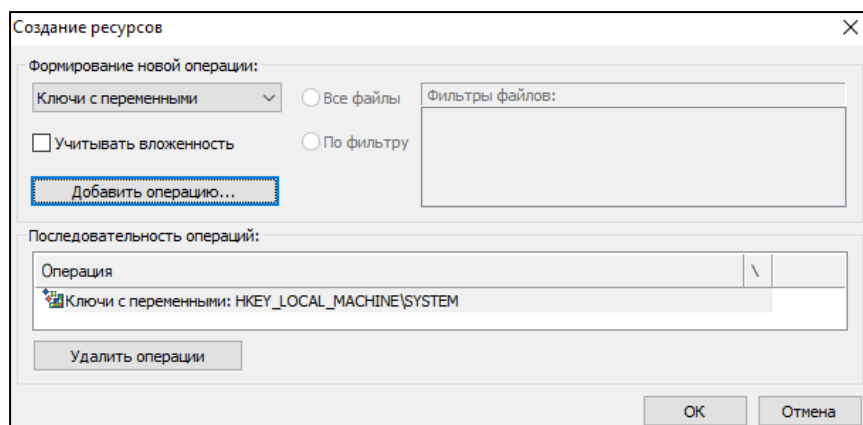 Создание ресурсов
Формирование новой операции:
Ключи с переменными
Все файлы
Фильтры файлов:
Учитывать вложенность
По фильтру
Добавить операцию...
Последовательность операций:
Операция \
Ключи с переменными: HKEY_LOCAL_MACHINE\SYSTEM
Удалить операции
OK Отмена